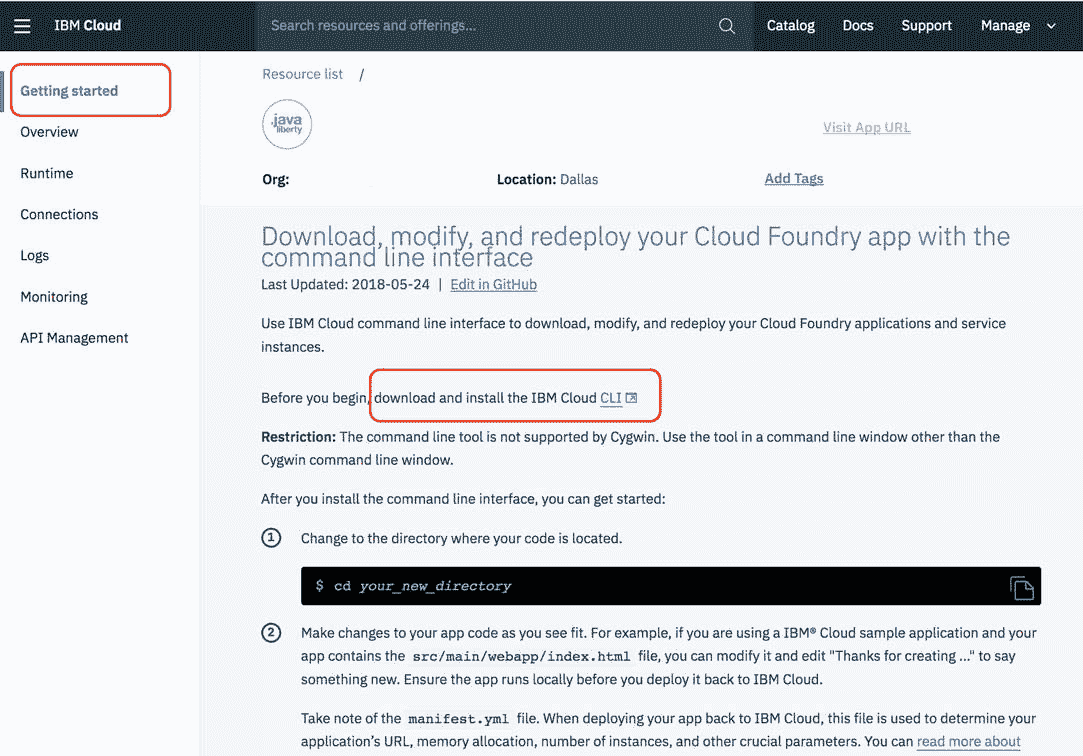 IBM Cloud
Search resources and offerings...
Catalog
Docs
Support
Manage
Getting started
Overview
Runtime
Connections
Logs
Monitoring
API Management
Resource list /
java
liberty
Visit App URL
Org:
Location: Dallas
Add Tags
Download, modify, and redeploy your Cloud Foundry app with the
command line interface
Last Updated: 2018-05-24 | Edit in GitHub
Use IBM Cloud command line interface to download, modify, and redeploy your Cloud Foundry applications and service
instances.
Before you begin, download and install the IBM Cloud CLI
Restriction: The command line tool is not supported by Cygwin. Use the tool in a command line window other than the
Cygwin command line window.
After you install the command line interface, you can get started:
1 Change to the directory where your code is located.
$ cd your_new_directory
2 Make changes to your app code as you see fit. For example, if you are using a IBM® Cloud sample application and your
app contains the src/main/webapp/index.html file, you can modify it and edit "Thanks for creating ..." to say
something new. Ensure the app runs locally before you deploy it back to IBM Cloud.
Take note of the manifest.yml file. When deploying your app back to IBM Cloud, this file is used to determine your
application's URL, memory allocation, number of instances, and other crucial parameters. You can read more about